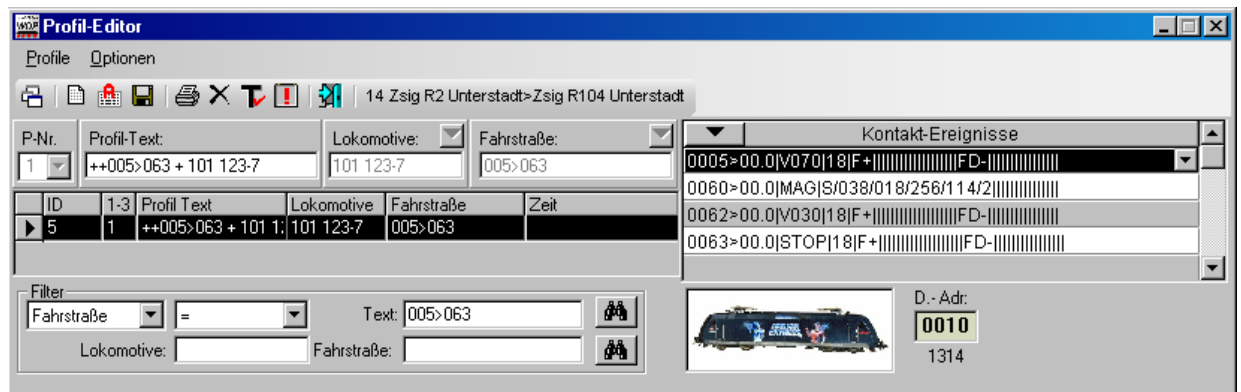 WDP Profil-Editor
Profile Optionen
14 Zsig R2 Unterstadt>Zsig R104 Unterstadt
P-Nr. Profil-Text: Lokomotive: Fahrstraße: Kontakt-Ereignisse
1 ++005>063 + 101 123-7 101 123-7 005>063
0005>00.0|V070|18|F+||||||||||||||||||FD-||||||||||||||
0060>00.0|MAG|S/038/018/256/114/2||||||||||||||
ID 1-3 Profil Text Lokomotive Fahrstraße Zeit
5 1 ++005>063 + 101 1: 101 123-7 005>063
0062>00.0|V030|18|F+||||||||||||||||||FD-||||||||||||||
0063>00.0|STOP|18|F+||||||||||||||||||FD-||||||||||||||
Filter
Fahrstraße = Text: 005>063
Lokomotive: Fahrstraße:
D.- Adr:
0010
1314